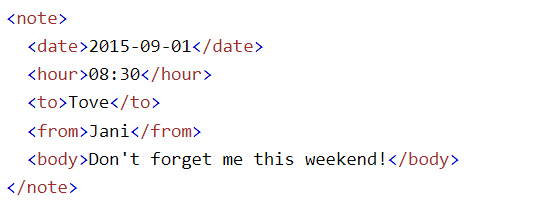 <note>
  <date>2015-09-01</date>
  <hour>08:30</hour>
  <to>Tove</to>
  <from>Jani</from>
  <body>Don't forget me this weekend!</body>
</note>